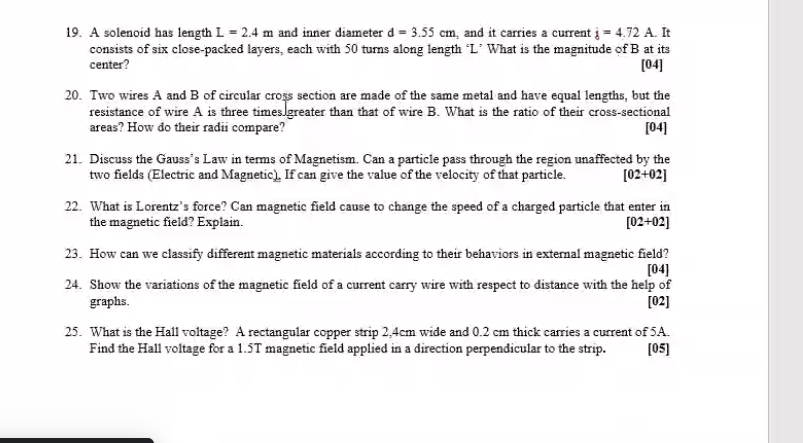 19. A solenoid has length L = 2.4 m and inner diameter d = 3.55 cm, and it carries a current i = 4.72 A. It
consists of six close-packed layers, each with 50 turns along length 'L' What is the magnitude of B at its
center? [04]
20. Two wires A and B of circular cross section are made of the same metal and have equal lengths, but the
resistance of wire A is three times greater than that of wire B. What is the ratio of their cross-sectional
areas? How do their radii compare? [04]
21. Discuss the Gauss's Law in terms of Magnetism. Can a particle pass through the region unaffected by the
two fields (Electric and Magnetic), If can give the value of the velocity of that particle. [02+02]
22. What is Lorentz's force? Can magnetic field cause to change the speed of a charged particle that enter in
the magnetic field? Explain. [02+02]
23. How can we classify different magnetic materials according to their behaviors in external magnetic field?
[04]
24. Show the variations of the magnetic field of a current carry wire with respect to distance with the help of
graphs. [02]
25. What is the Hall voltage? A rectangular copper strip 2,4cm wide and 0.2 cm thick carries a current of 5A.
Find the Hall voltage for a 1.5T magnetic field applied in a direction perpendicular to the strip. [05]